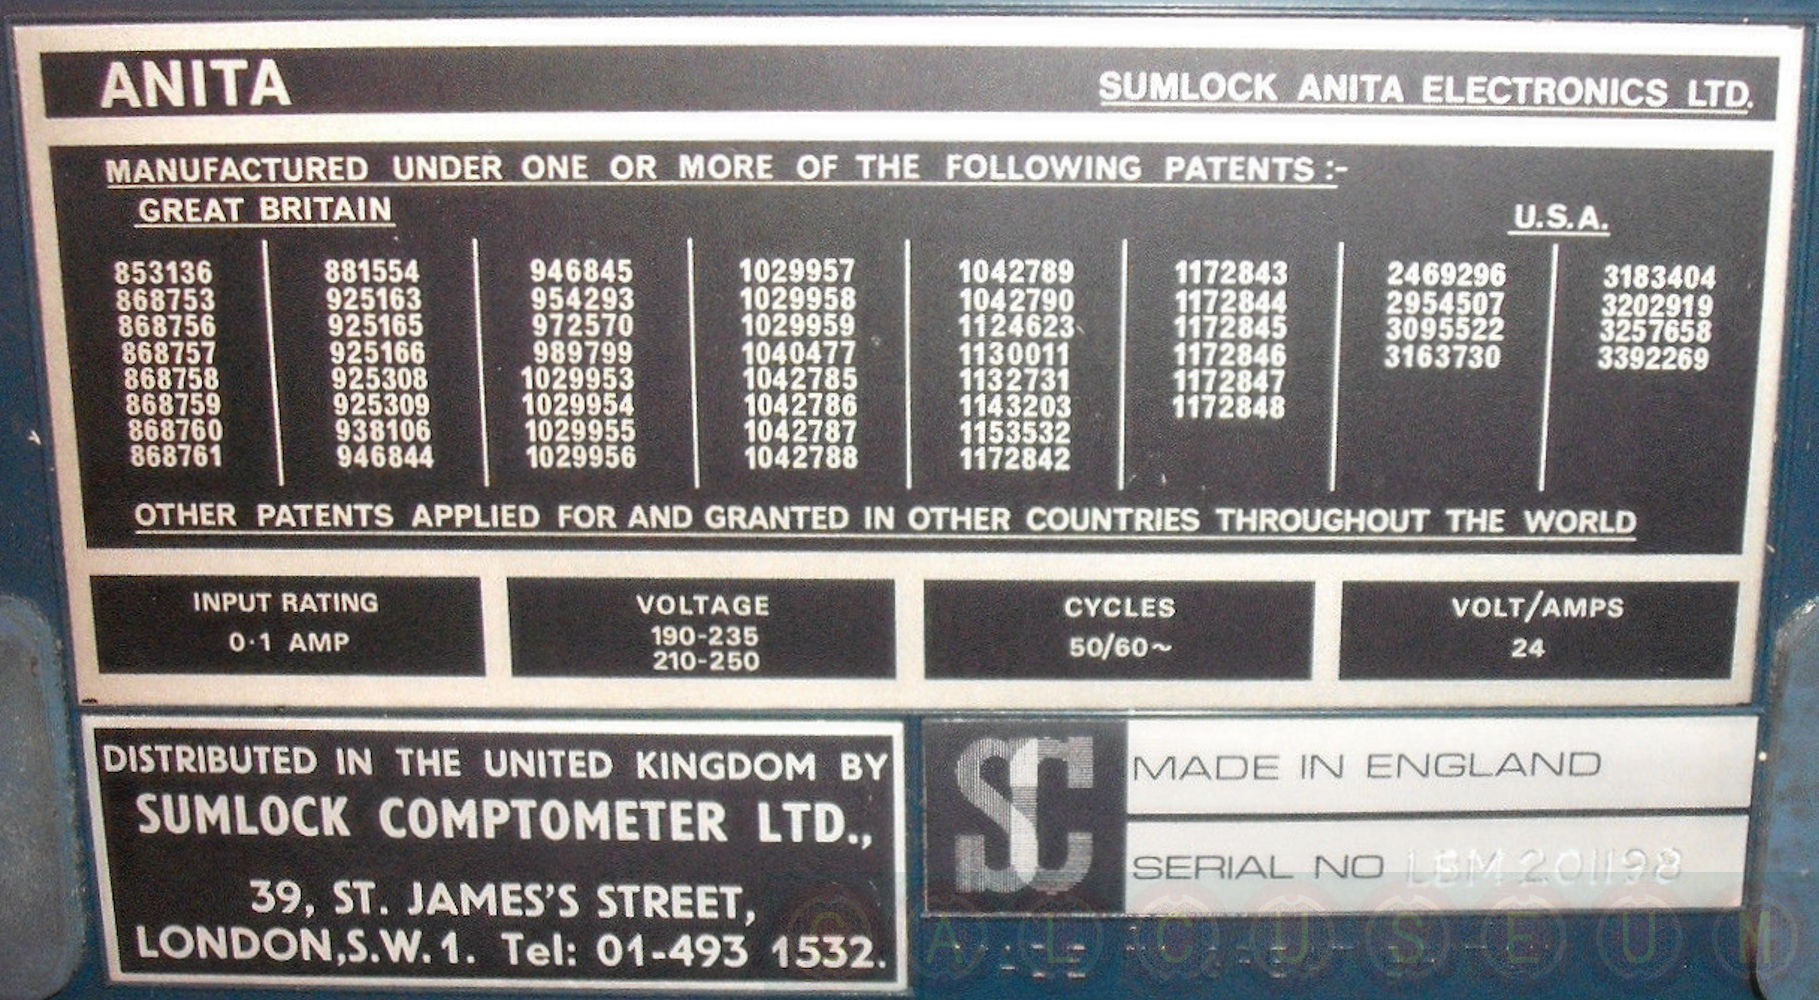 ANITA
SUMLOCK ANITA ELECTRONICS LTD.
MANUFACTURED UNDER ONE OR MORE OF THE FOLLOWING PATENTS :-
GREAT BRITAIN
U.S.A.
853136 881554 946845 1029957 1042789 1172843 2469296 3183404
868753 925163 954293 1029958 1042790 1172844 2954507 3202919
868756 925165 972570 1029959 1124623 1172845 3095522 3257658
868757 925166 989799 1040477 1130011 1172846 3163730 3392269
868758 925308 1029953 1042785 1132731 1172847
868759 925309 1029954 1042786 1143203 1172848
868760 938106 1029955 1042787 1153532
868761 946844 1029956 1042788 1172842
OTHER PATENTS APPLIED FOR AND GRANTED IN OTHER COUNTRIES THROUGHOUT THE WORLD
INPUT RATING
0·1 AMP
VOLTAGE
190-235
210-250
CYCLES
50/60~
VOLT/AMPS
24
DISTRIBUTED IN THE UNITED KINGDOM BY
SUMLOCK COMPTOMETER LTD.,
39, ST. JAMES'S STREET,
LONDON,S.W.1. Tel: 01-493 1532.
SC
MADE IN ENGLAND
SERIAL NO LBM 201198
CALCUSEUM